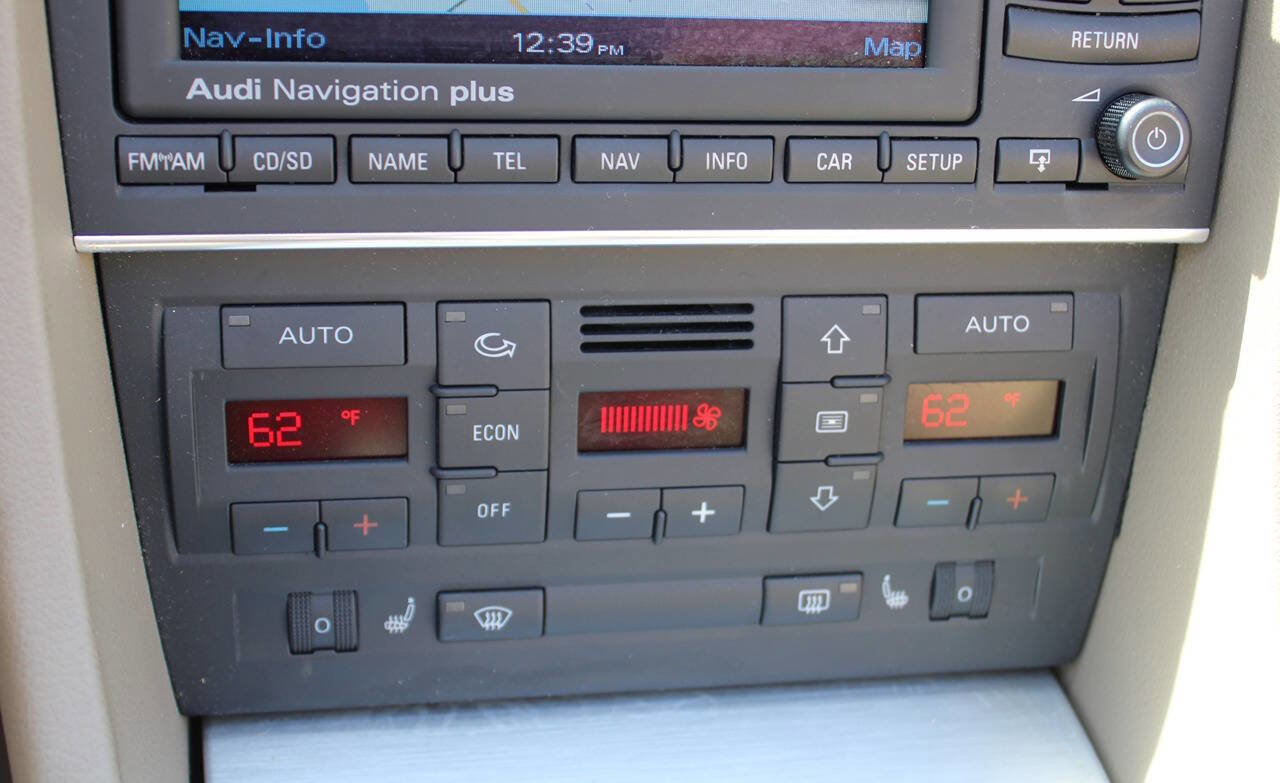 Nav-Info 12:39 PM Map
RETURN
Audi Navigation plus
FM AM CD/SD NAME TEL NAV INFO CAR SETUP
AUTO AUTO
62 °F 62 °F
ECON
OFF
- + - + - +
O O